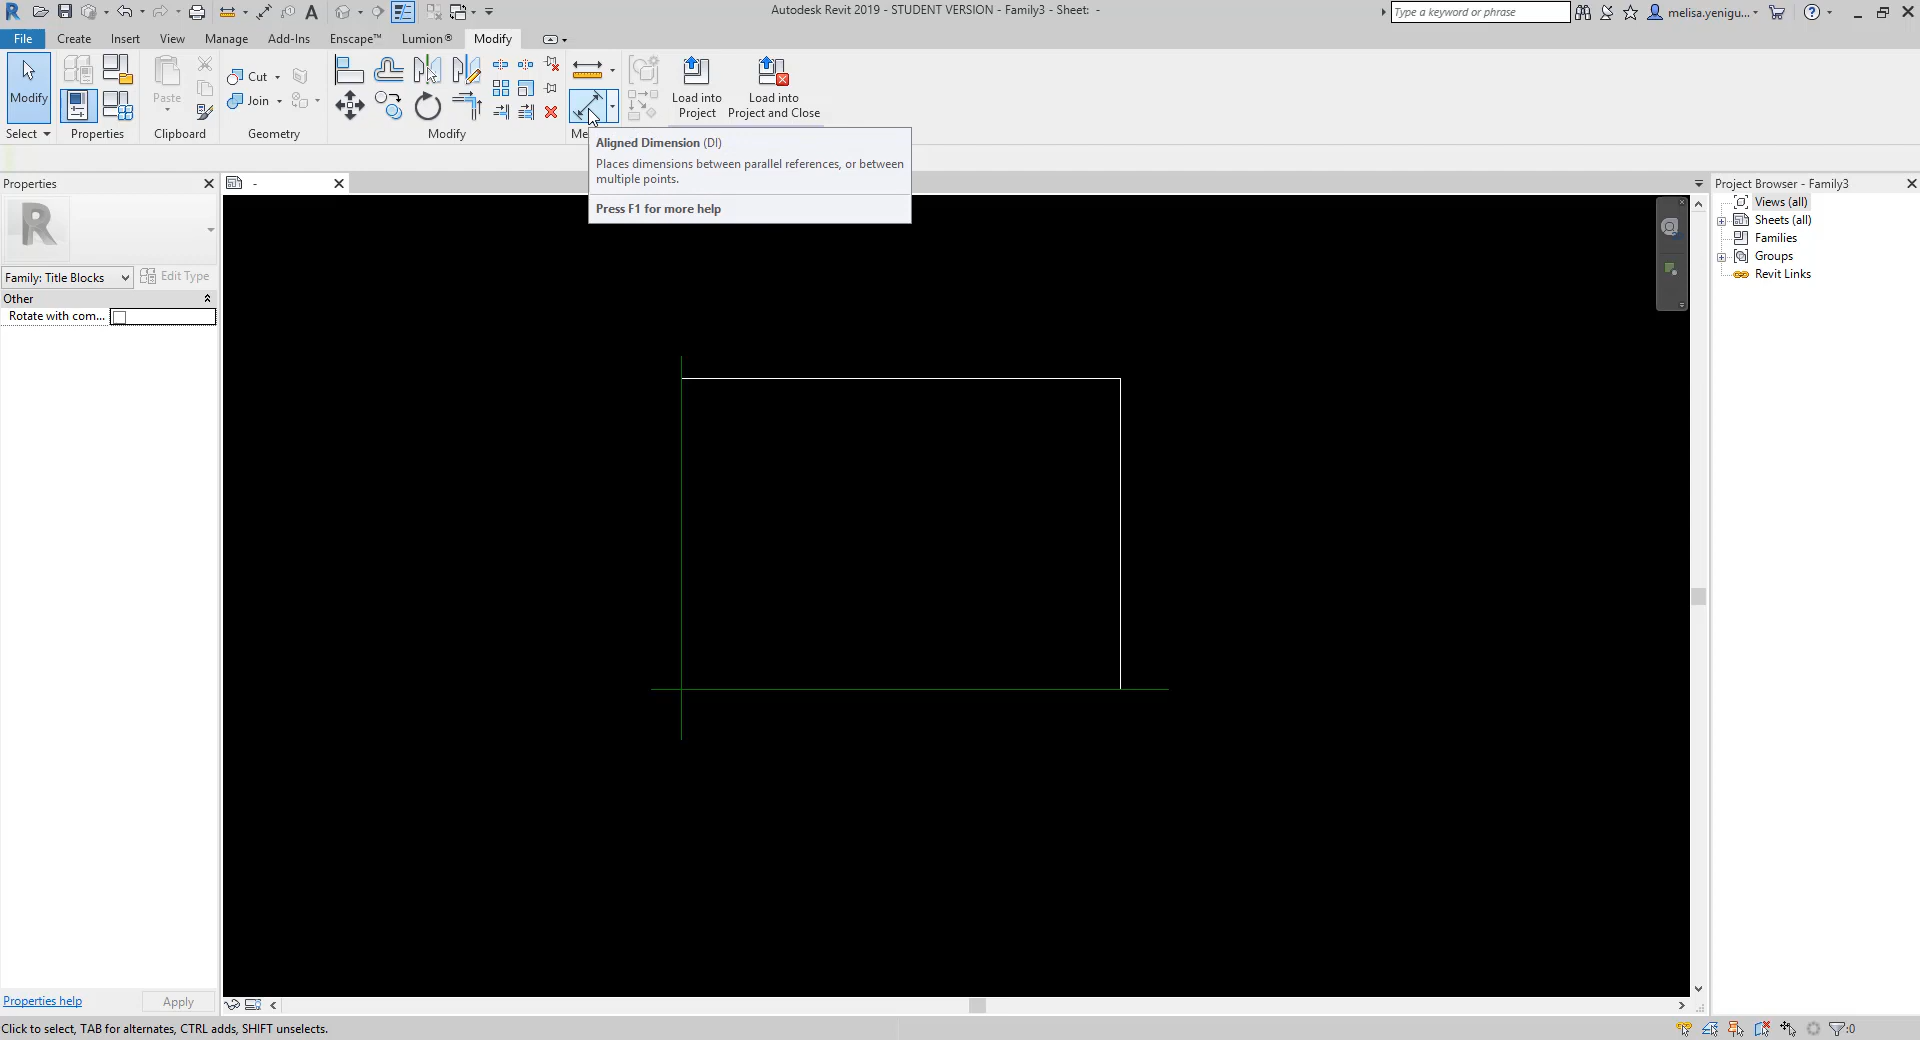 Autodesk Revit 2019 - STUDENT VERSION - Family3 - Sheet: -
Type a keyword or phrase
melisa.yenigu...
File Create Insert View Manage Add-Ins Enscape™ Lumion® Modify
Modify
Select
Properties
Paste
Clipboard
Cut
Join
Geometry
Modify
Me
Load into Project
Load into Project and Close
Aligned Dimension (DI)
Places dimensions between parallel references, or between
multiple points.
Press F1 for more help
Properties
-
Family: Title Blocks
Edit Type
Other
Rotate with com...
Properties help
Apply
Project Browser - Family3
Views (all)
Sheets (all)
Families
Groups
Revit Links
Click to select, TAB for alternates, CTRL adds, SHIFT unselects.
:0